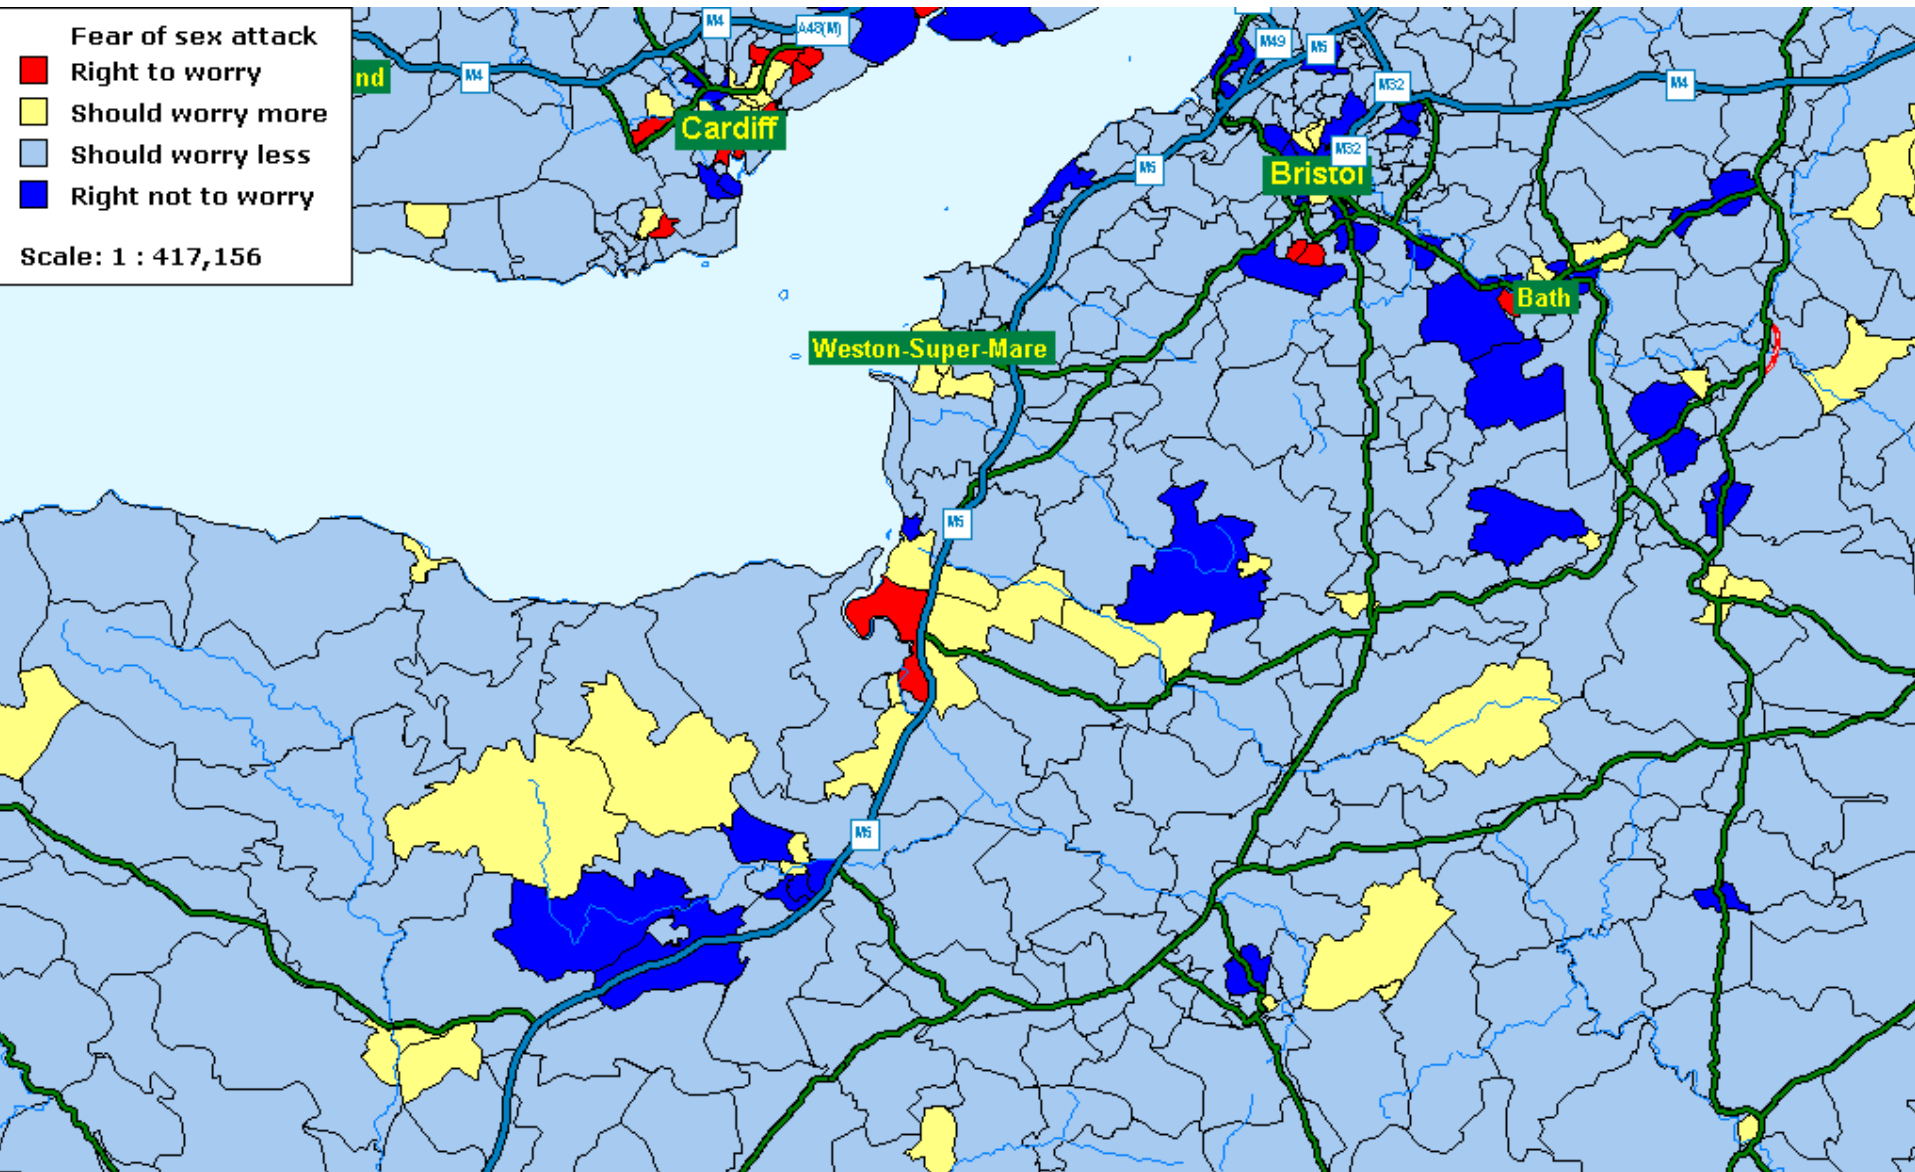 Fear of sex attack
Right to worry
Should worry more
Should worry less
Right not to worry
Scale: 1 : 417,156
nd
M4
M4
A48(M)
Cardiff
M49
M5
M32
M4
M32
M5
Bristol
Bath
Weston-Super-Mare
M5
M5